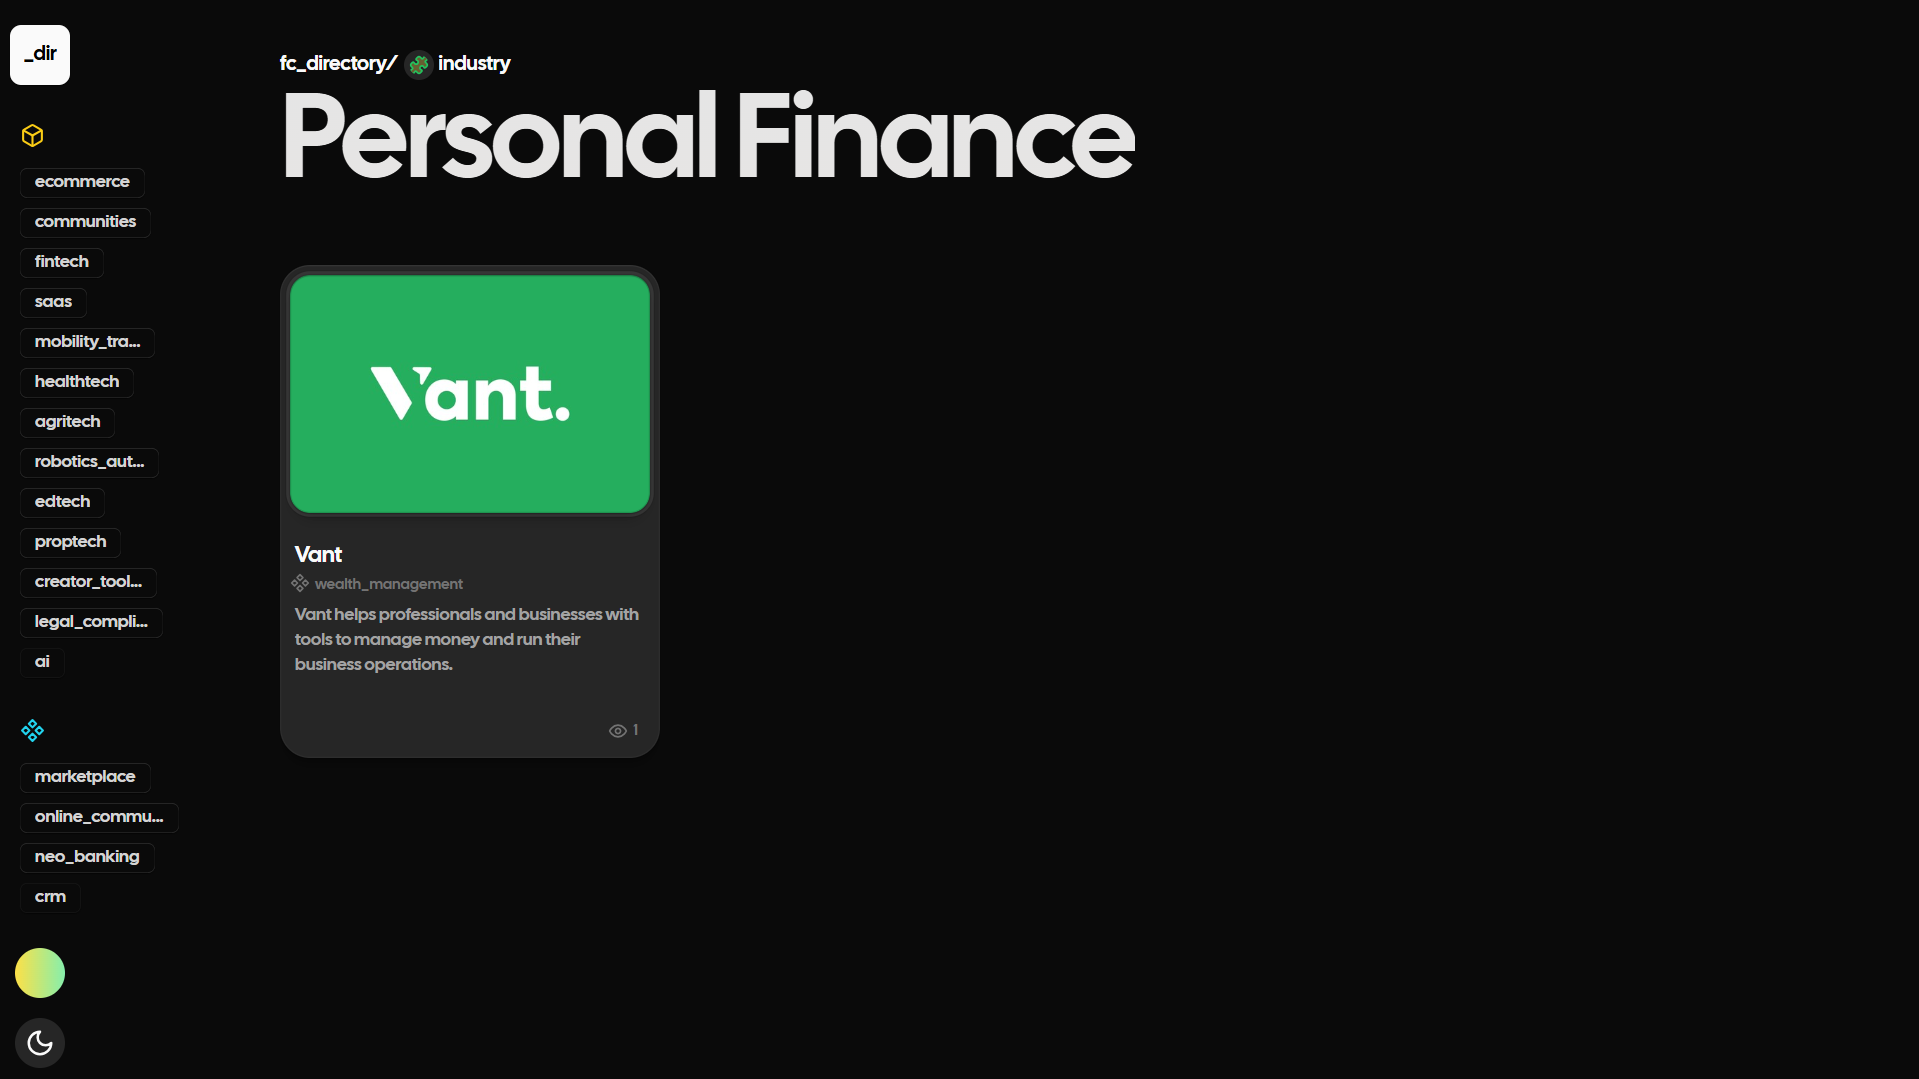 _dir
ecommerce
communities
fintech
saas
mobility_tra...
healthtech
agritech
robotics_aut...
edtech
proptech
creator_tool...
legal_compli...
ai
marketplace
online_commu...
neo_banking
crm
fc_directory/ industry
Personal Finance
Vant.
Vant
wealth_management
Vant helps professionals and businesses with
tools to manage money and run their
business operations.
1